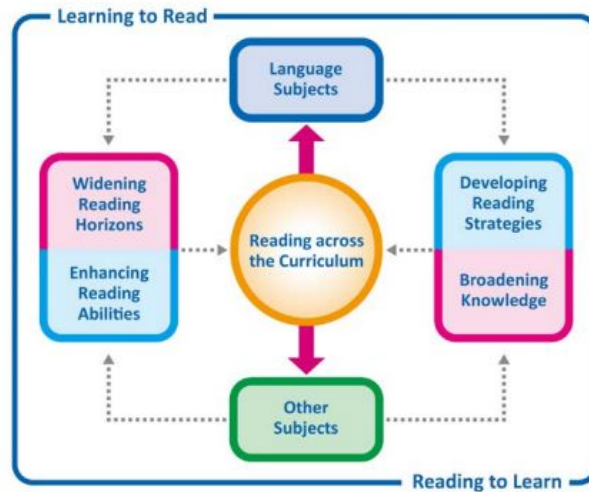 Learning to Read
Language
Subjects
Widening
Reading
Horizons
Enhancing
Reading
Abilities
Reading across
the Curriculum
Developing
Reading
Strategies
Broadening
Knowledge
Other
Subjects
Reading to Learn